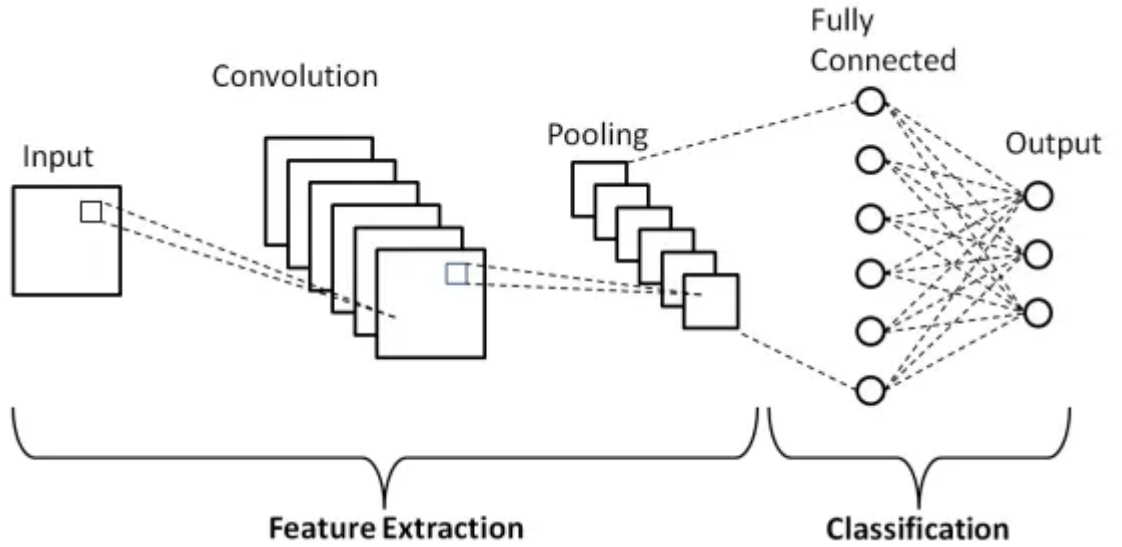 Input
Convolution
Pooling
Fully
Connected
Output
Feature Extraction
Classification